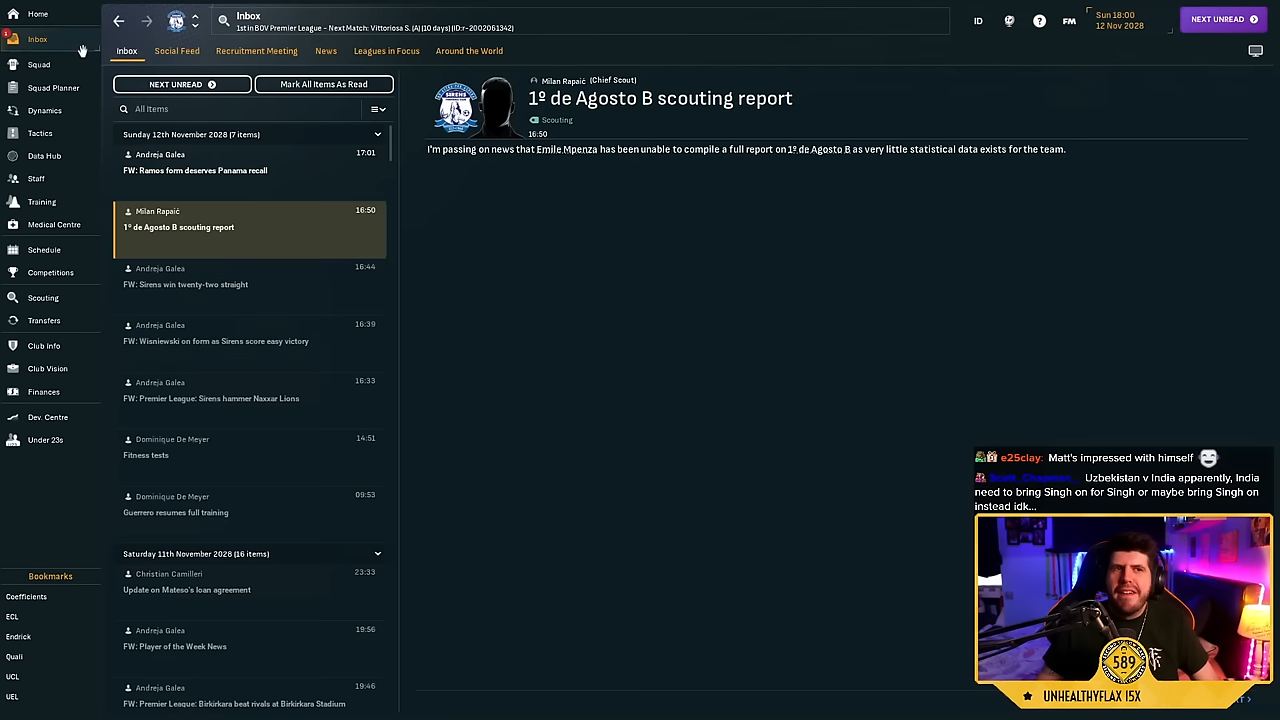 Home
Inbox
Squad
Squad Planner
Dynamics
Tactics
Data Hub
Staff
Training
Medical Centre
Schedule
Competitions
Scouting
Transfers
Club Info
Club Vision
Finances
Dev. Centre
Under 23s
Bookmarks
Coefficients
ECL
Endrick
Quali
UCL
UEL
Inbox
1st in BOV Premier League - Next Match: Vittoriosa S. (A) (10 days) (ID:r-2002061342)
ID
FM
Sun 18:00
12 Nov 2028
NEXT UNREAD
Inbox Social Feed Recruitment Meeting News Leagues in Focus Around the World
NEXT UNREAD
Mark All Items As Read
All Items
Sunday 12th November 2028 (7 items)
Andreja Galea 17:01
FW: Ramos form deserves Panama recall
Milan Rapaić 16:50
1º de Agosto B scouting report
Andreja Galea 16:44
FW: Sirens win twenty-two straight
Andreja Galea 16:39
FW: Wisniewski on form as Sirens score easy victory
Andreja Galea 16:33
FW: Premier League: Sirens hammer Naxxar Lions
Dominique De Meyer 14:51
Fitness tests
Dominique De Meyer 09:53
Guerrero resumes full training
Saturday 11th November 2028 (16 items)
Christian Camilleri 23:33
Update on Mateso's loan agreement
Andreja Galea 19:56
FW: Player of the Week News
Andreja Galea 19:46
FW: Premier League: Birkirkara beat rivals at Birkirkara Stadium
SIRENS
Milan Rapaić (Chief Scout)
1º de Agosto B scouting report
Scouting
16:50
I'm passing on news that Emile Mpenza has been unable to compile a full report on 1º de Agosto B as very little statistical data exists for the team.
e25clay: Matt's impressed with himself
Uzbekistan v India apparently, India
need to bring Singh on for Singh or maybe bring Singh on
instead idk...
589
UNHEALTHYFLAX 15X